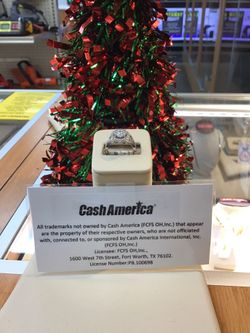 CashAmerica
All trademarks not owned by Cash America (FCFS OH,Inc.) that appear
are the property of their respective owners, who are not officiated
with, connected to, or sponsored by Cash America International, Inc.
(FCFS OH,Inc.)
Licensee: FCFS OH,Inc.,
1600 West 7th Street, Fort Worth, TX 76102.
License Number:PB.100698